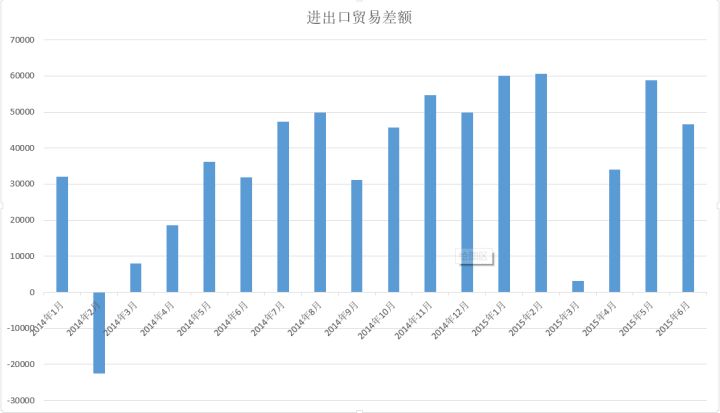 进出口贸易差额
70000
60000
50000
40000
30000
20000
10000
0
-10000
-20000
-30000
2014年1月
2014年2月
2014年3月
2014年4月
2014年5月
2014年6月
2014年7月
2014年8月
2014年9月
2014年10月
2014年11月
2014年12月
2015年1月
2015年2月
2015年3月
2015年4月
2015年5月
2015年6月
绘图区